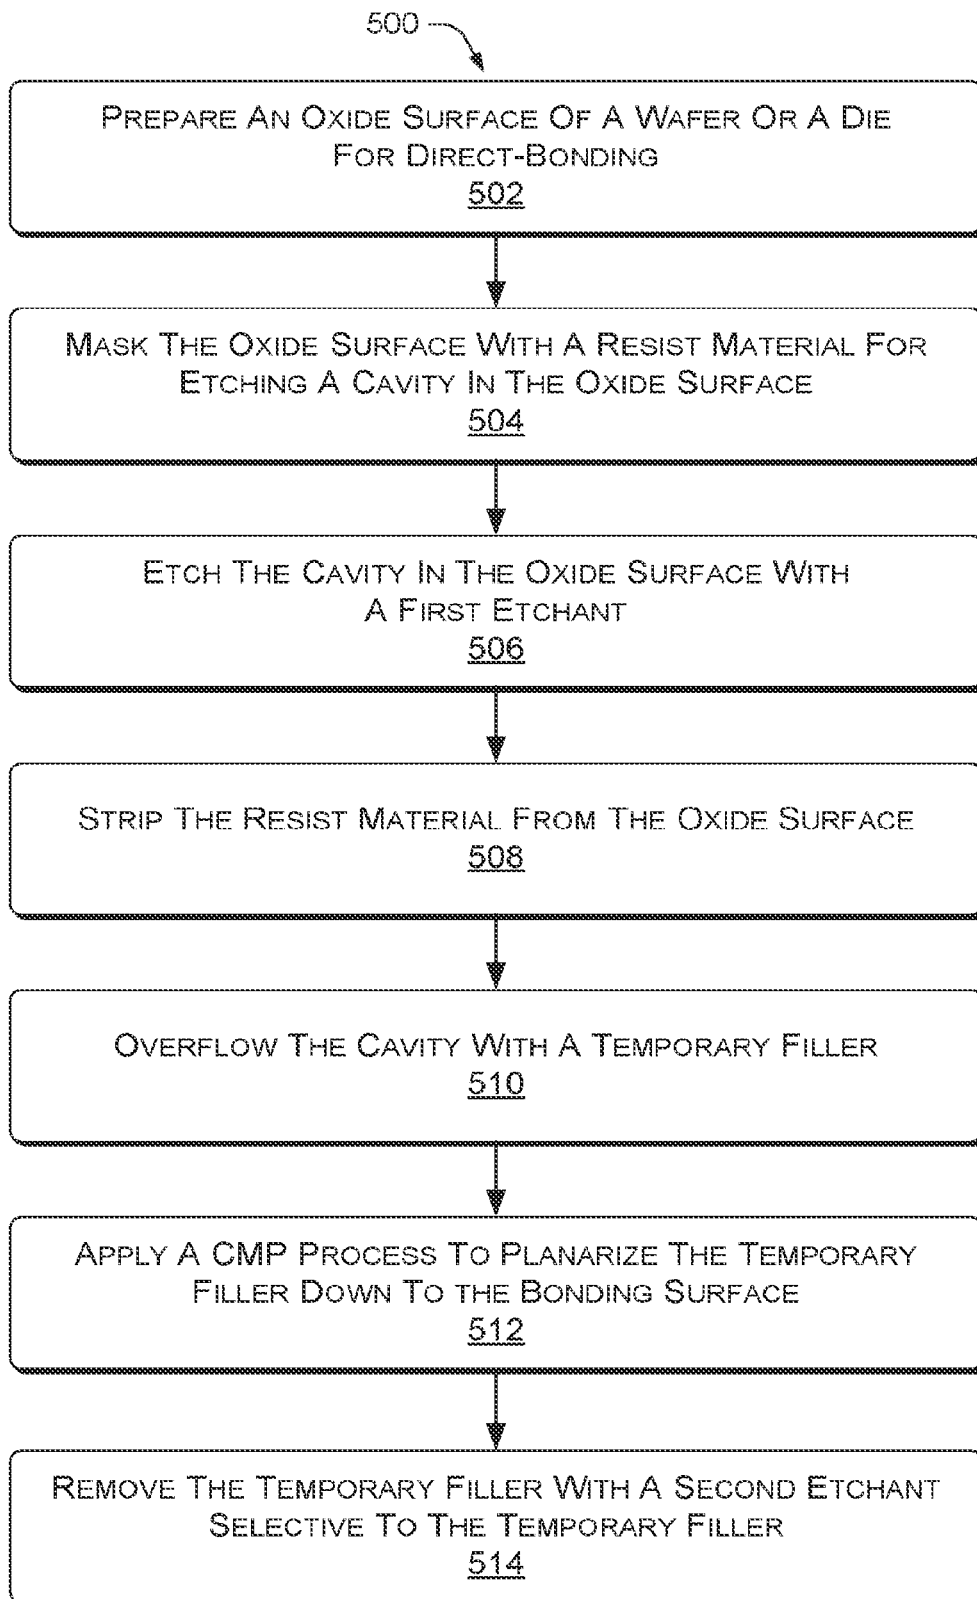 500
PREPARE AN OXIDE SURFACE OF A WAFER OR A DIE
FOR DIRECT-BONDING
502
MASK THE OXIDE SURFACE WITH A RESIST MATERIAL FOR
ETCHING A CAVITY IN THE OXIDE SURFACE
504
ETCH THE CAVITY IN THE OXIDE SURFACE WITH
A FIRST ETCHANT
506
STRIP THE RESIST MATERIAL FROM THE OXIDE SURFACE
508
OVERFLOW THE CAVITY WITH A TEMPORARY FILLER
510
APPLY A CMP PROCESS TO PLANARIZE THE TEMPORARY
FILLER DOWN TO THE BONDING SURFACE
512
REMOVE THE TEMPORARY FILLER WITH A SECOND ETCHANT
SELECTIVE TO THE TEMPORARY FILLER
514